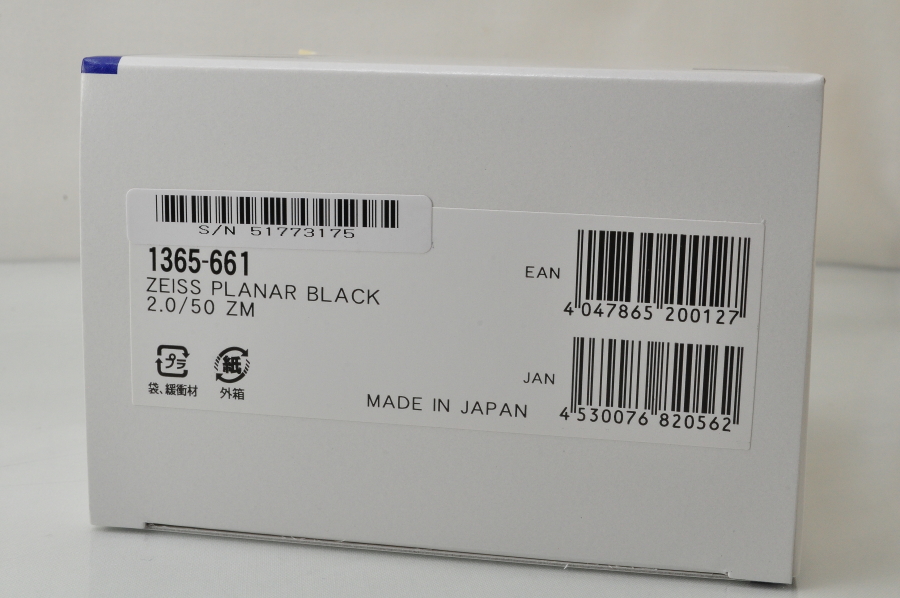 S/N 51773175
1365-661
ZEISS PLANAR BLACK
2.0/50 ZM
EAN
4 047865 200127
プラ
紙
袋、緩衝材
外箱
JAN
4 530076 820562
MADE IN JAPAN